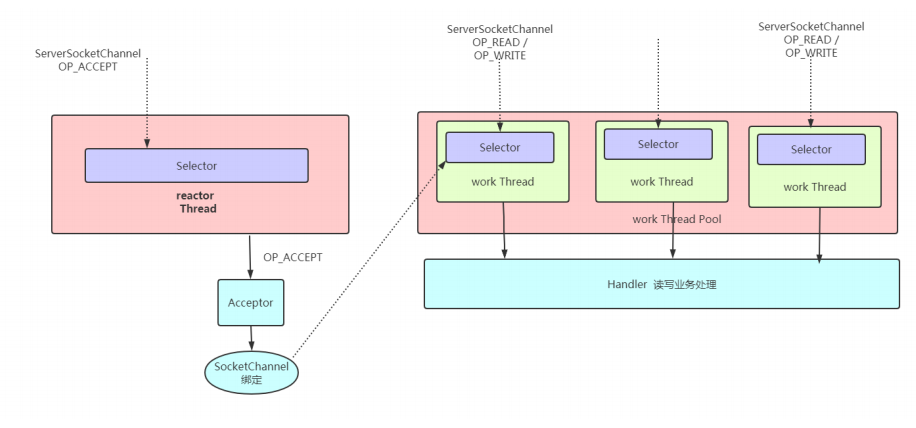 ServerSocketChannel
OP_ACCEPT
Selector
reactor
Thread
OP_ACCEPT
Acceptor
SocketChannel
绑定
ServerSocketChannel
OP_READ /
OP_WRITE
ServerSocketChannel
OP_READ /
OP_WRITE
Selector
work Thread
Selector
work Thread
Selector
work Thread
work Thread Pool
Handler 读写业务处理